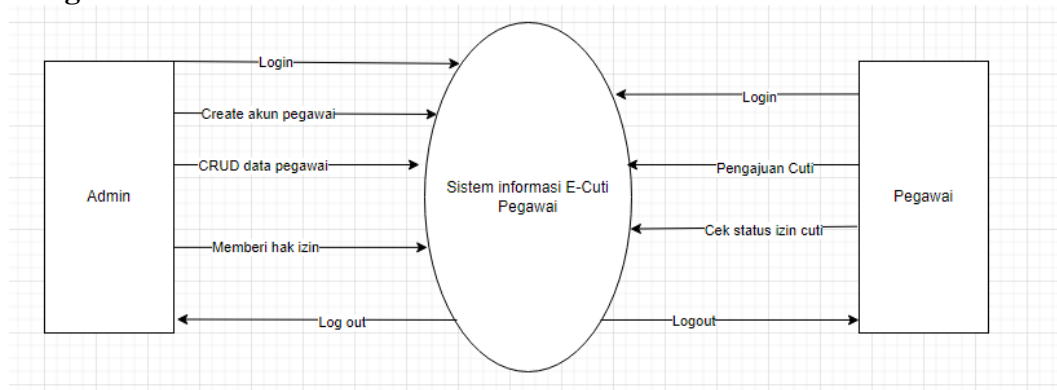 Login
Create akun pegawai
CRUD data pegawai
Admin
Memberi hak izin
Log out
Sistem informasi E-Cuti
Pegawai
Login
Pengajuan Cuti
Pegawai
Cek status izin cuti
Logout